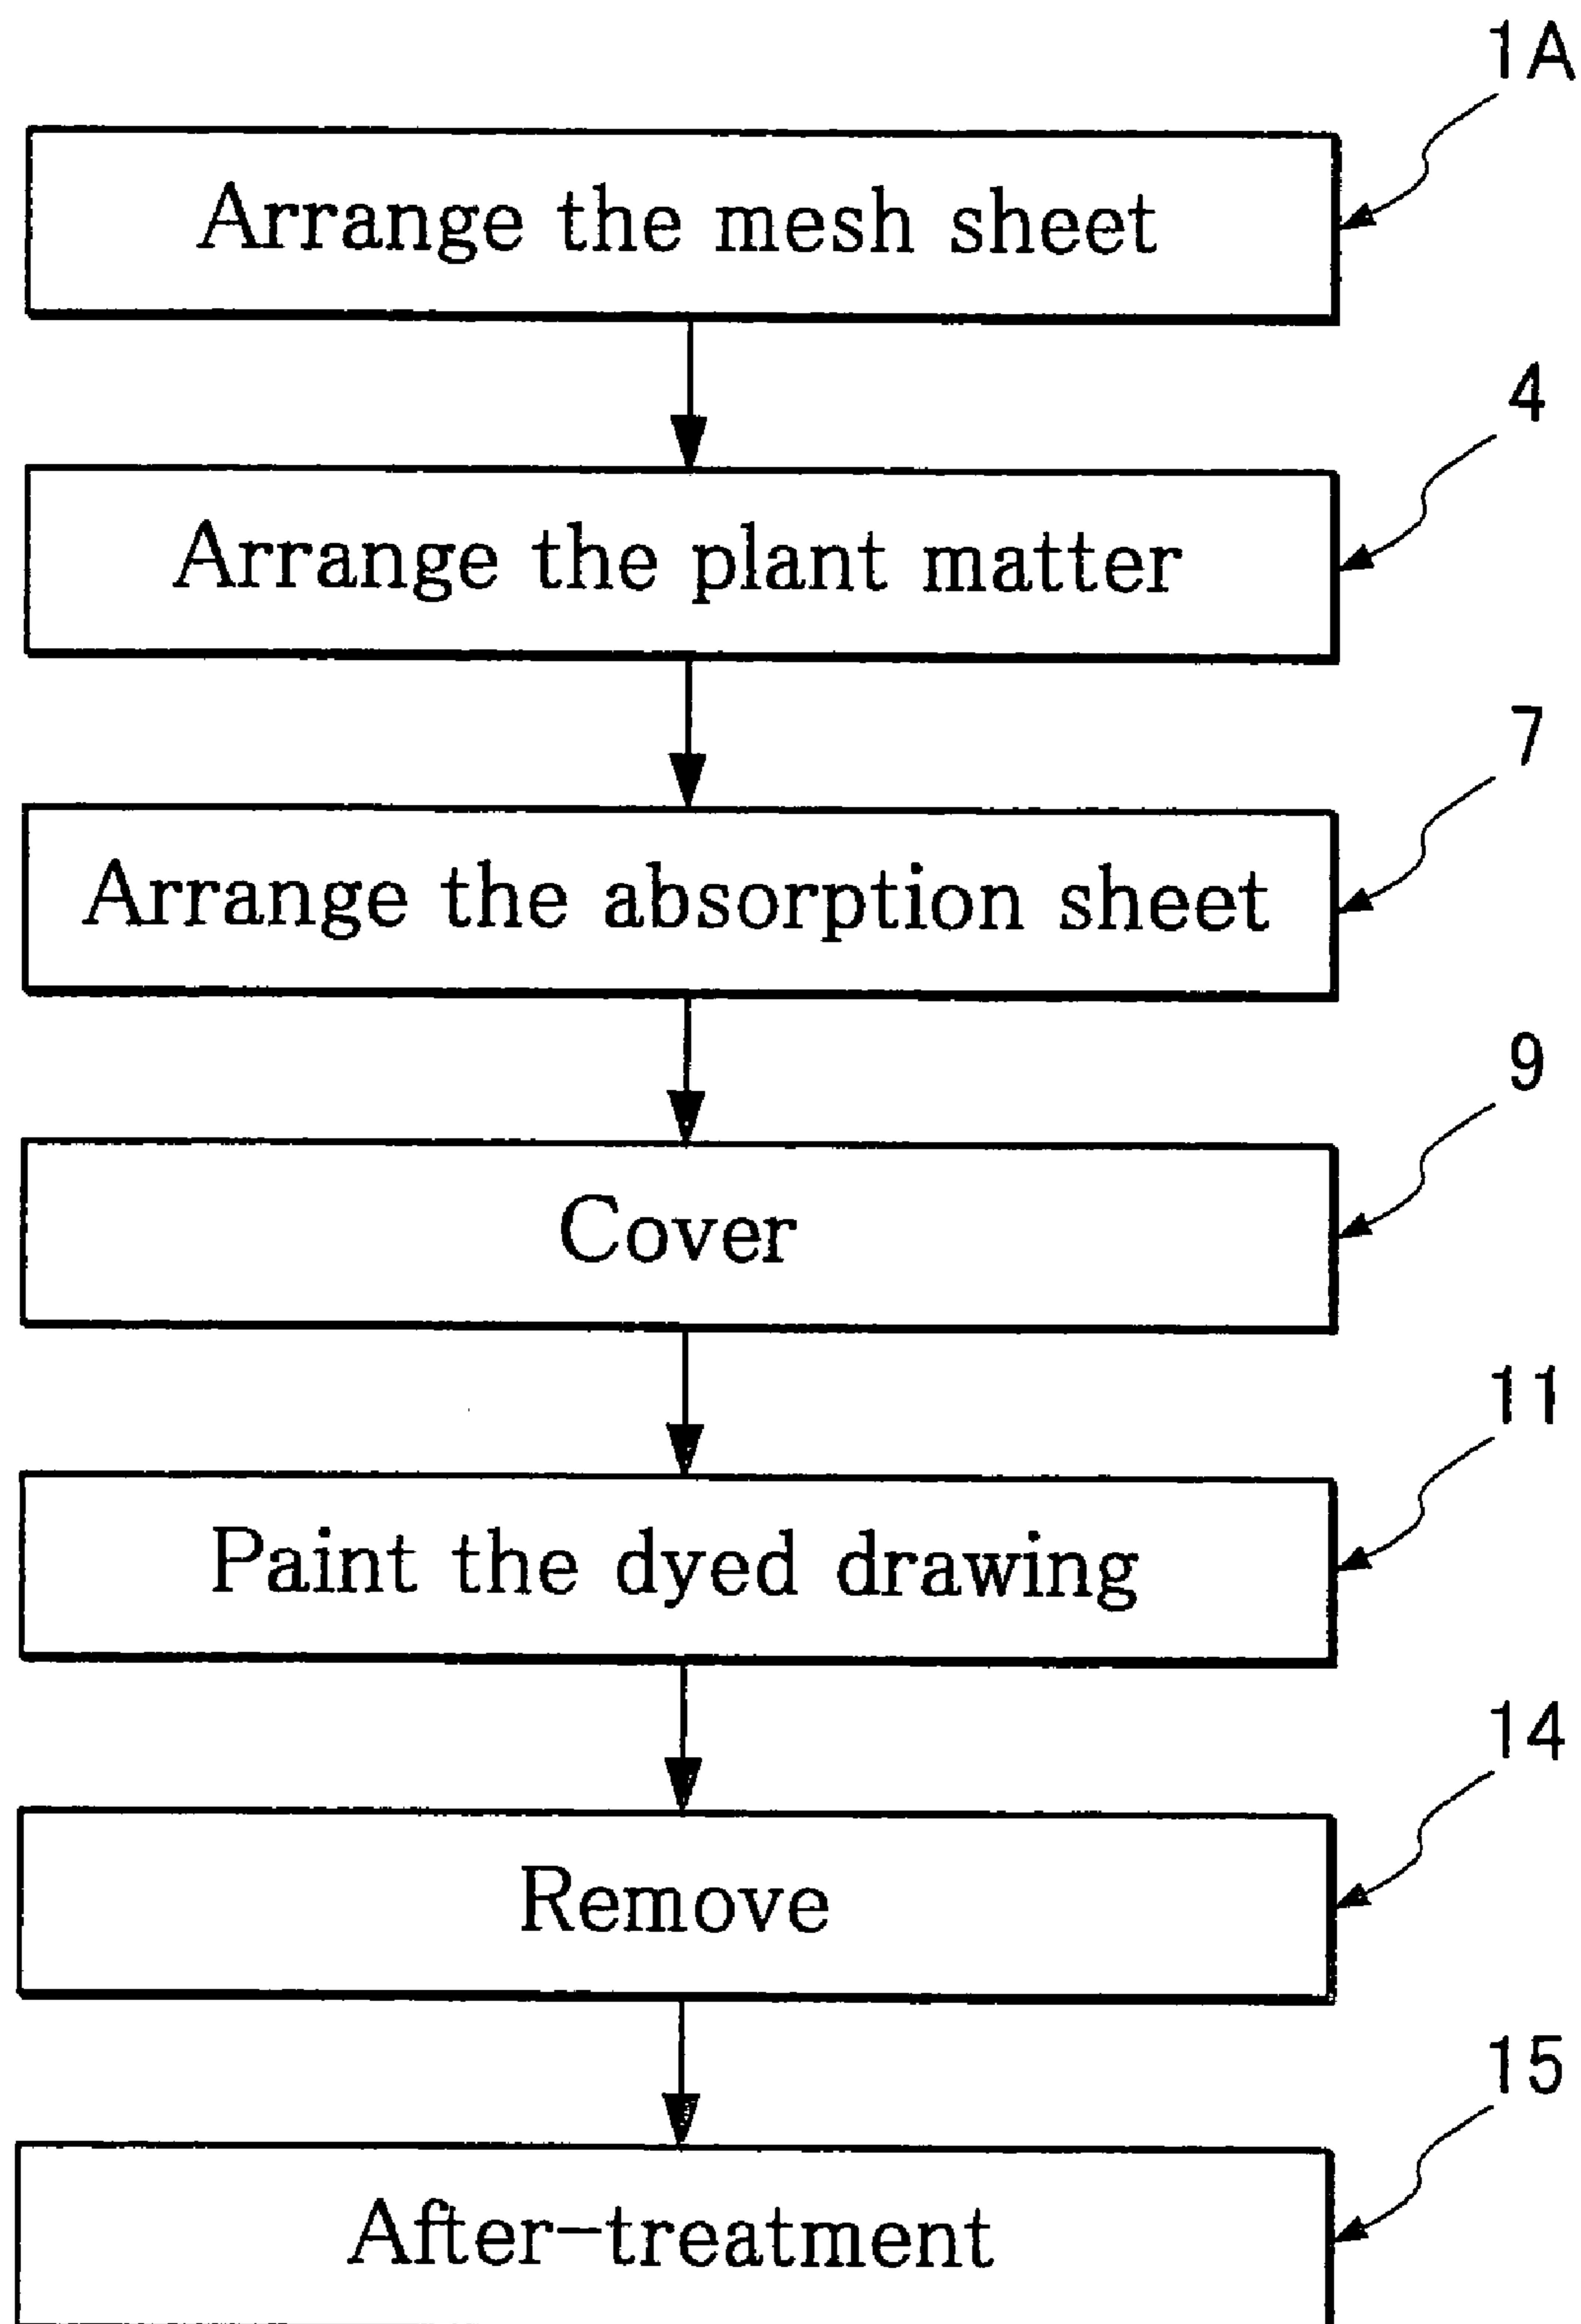 1A
Arrange the mesh sheet
4
Arrange the plant matter
7
Arrange the absorption sheet
9
Cover
11
Paint the dyed drawing
14
Remove
15
After-treatment